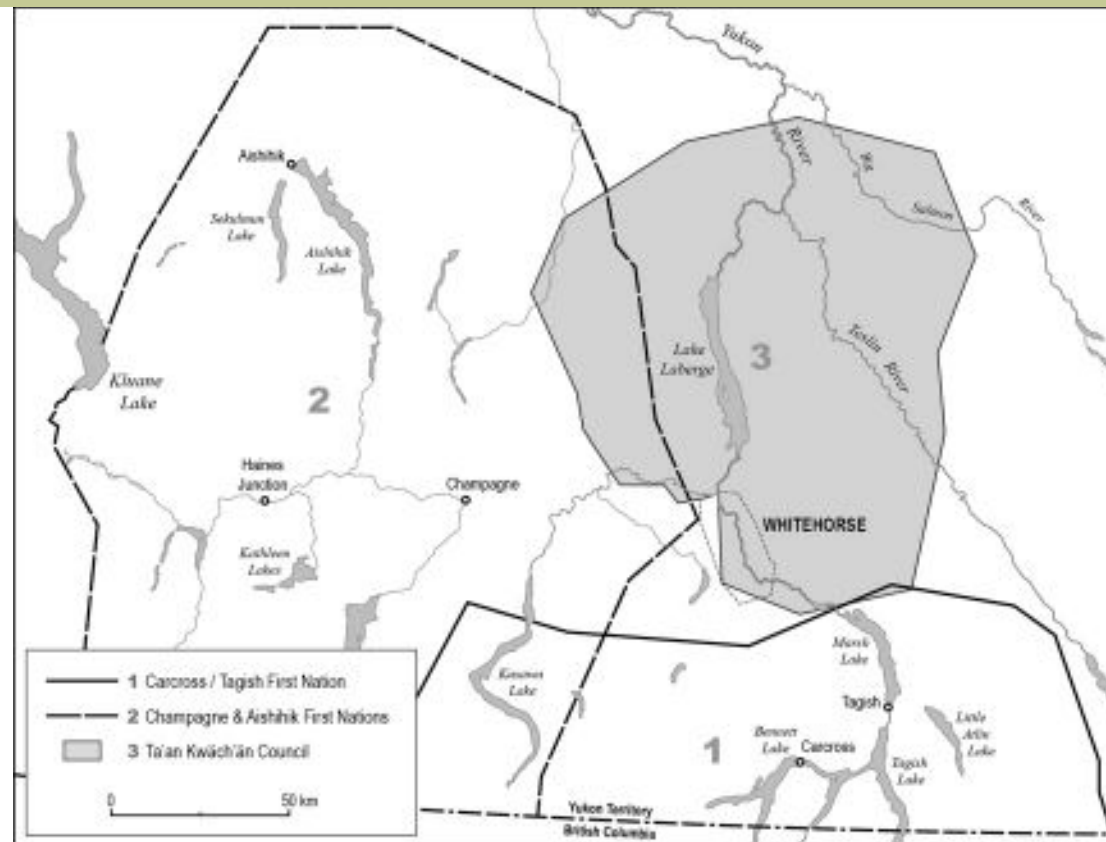 Yukon
River
Big
Salmon
River
Aishihik
Sekulmun
Lake
Aishihik
Lake
Kluane
Lake
2
Lake
Laberge
3
Teslin River
Haines
Junction
Champagne
WHITEHORSE
Kathleen
Lakes
Kusawa
Lake
Marsh
Lake
Tagish
Little
Atlin
Lake
Bennett
Lake
Carcross
Tagish
Lake
1
1 Carcross / Tagish First Nation
2 Champagne & Aishihik First Nations
3 Ta'an Kwäch'än Council
0 50 km
Yukon Territory
British Columbia